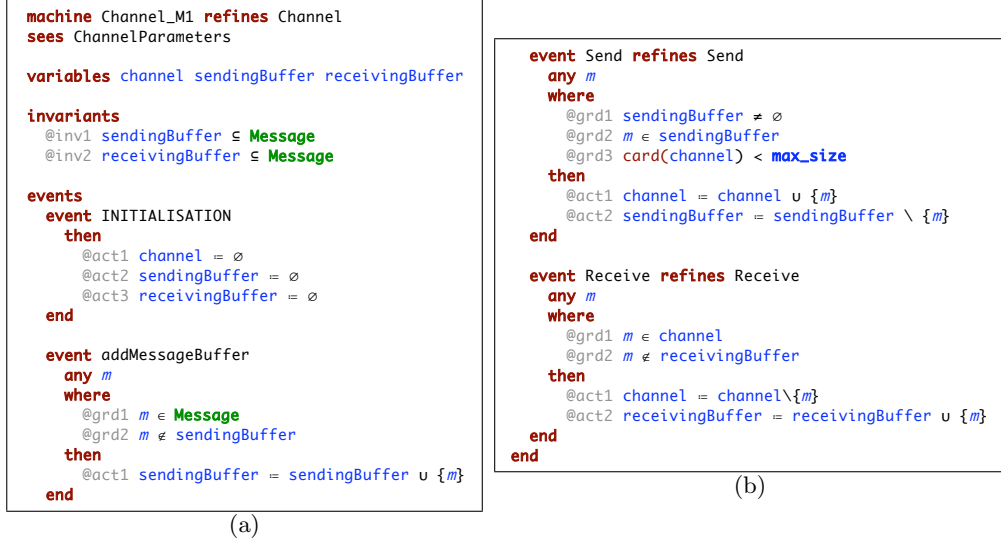 machine Channel_M1 refines Channel
sees ChannelParameters
variables channel sendingBuffer receivingBuffer
invariants
@inv1 sendingBuffer ⊆ Message
@inv2 receivingBuffer ⊆ Message
events
event INITIALISATION
then
@act1 channel ≔ ∅
@act2 sendingBuffer ≔ ∅
@act3 receivingBuffer ≔ ∅
end
event addMessageBuffer
any m
where
@grd1 m ∈ Message
@grd2 m ∉ sendingBuffer
then
@act1 sendingBuffer ≔ sendingBuffer ∪ {m}
end
(a)
event Send refines Send
any m
where
@grd1 sendingBuffer ≠ ∅
@grd2 m ∈ sendingBuffer
@grd3 card(channel) < max_size
then
@act1 channel ≔ channel ∪ {m}
@act2 sendingBuffer ≔ sendingBuffer \ {m}
end
event Receive refines Receive
any m
where
@grd1 m ∈ channel
@grd2 m ∉ receivingBuffer
then
@act1 channel ≔ channel\{m}
@act2 receivingBuffer ≔ receivingBuffer ∪ {m}
end
end
(b)